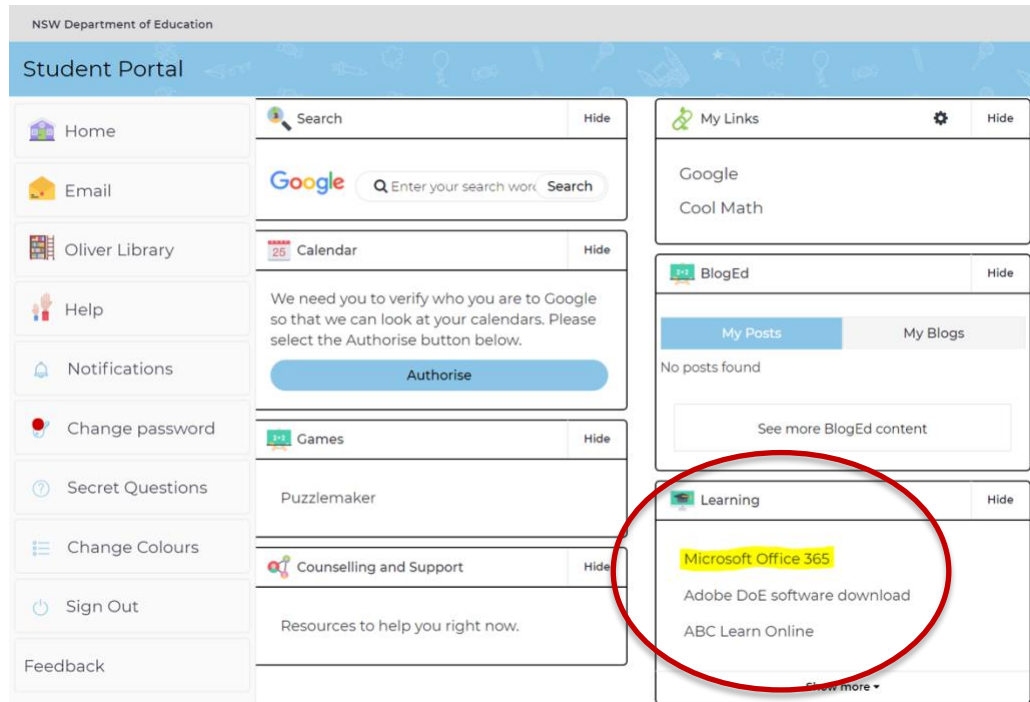 NSW Department of Education
Student Portal
Home
Email
Oliver Library
Help
Notifications
Change password
Secret Questions
Change Colours
Sign Out
Feedback
Search
Hide
Google
Enter your search word
Search
25
Calendar
Hide
We need you to verify who you are to Google
so that we can look at your calendars. Please
select the Authorise button below.
Authorise
Games
Hide
Puzzlemaker
Counselling and Support
Hide
Resources to help you right now.
My Links
Hide
Google
Cool Math
BlogEd
Hide
My Posts
My Blogs
No posts found
See more BlogEd content
Learning
Hide
Microsoft Office 365
Adobe DoE software download
ABC Learn Online
Show more